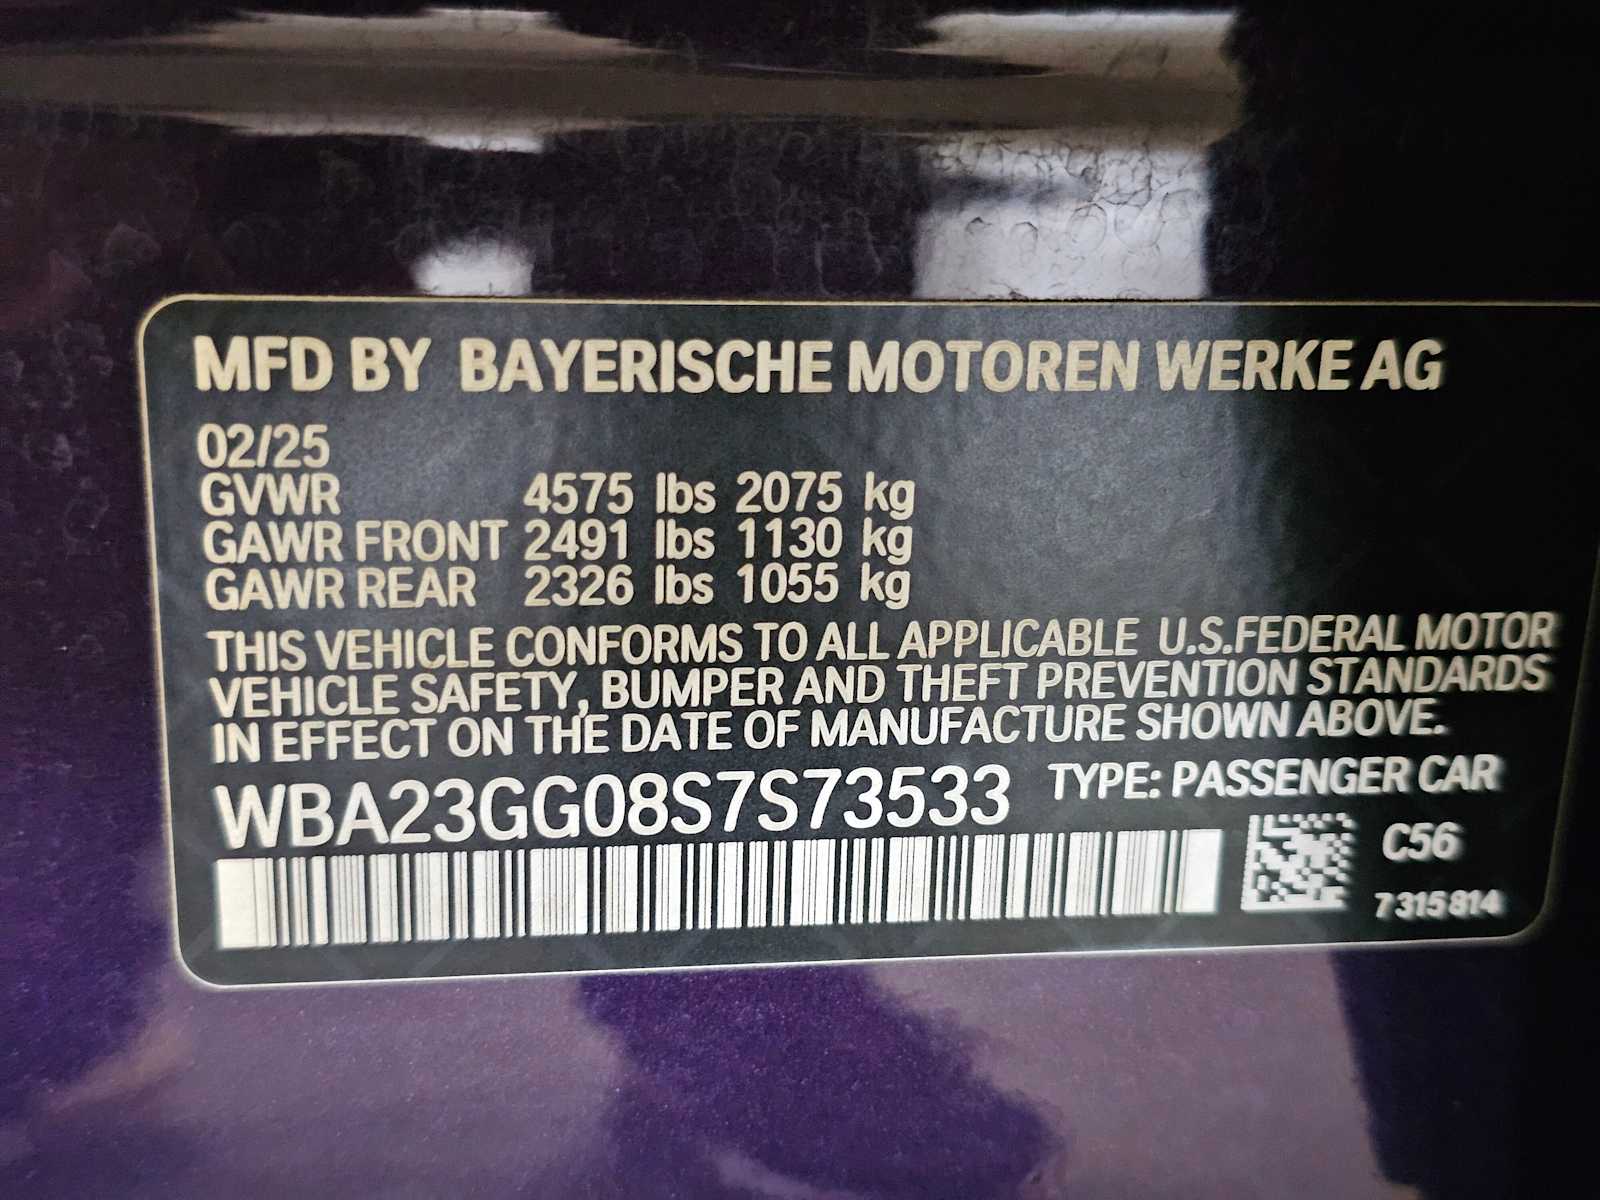 MFD BY BAYERISCHE MOTOREN WERKE AG
02/25
GVWR 4575 lbs 2075 kg
GAWR FRONT 2491 lbs 1130 kg
GAWR REAR 2326 lbs 1055 kg
THIS VEHICLE CONFORMS TO ALL APPLICABLE U.S.FEDERAL MOTOR
VEHICLE SAFETY, BUMPER AND THEFT PREVENTION STANDARDS
IN EFFECT ON THE DATE OF MANUFACTURE SHOWN ABOVE.
WBA23GG08S7S73533 TYPE: PASSENGER CAR
C56
7315814